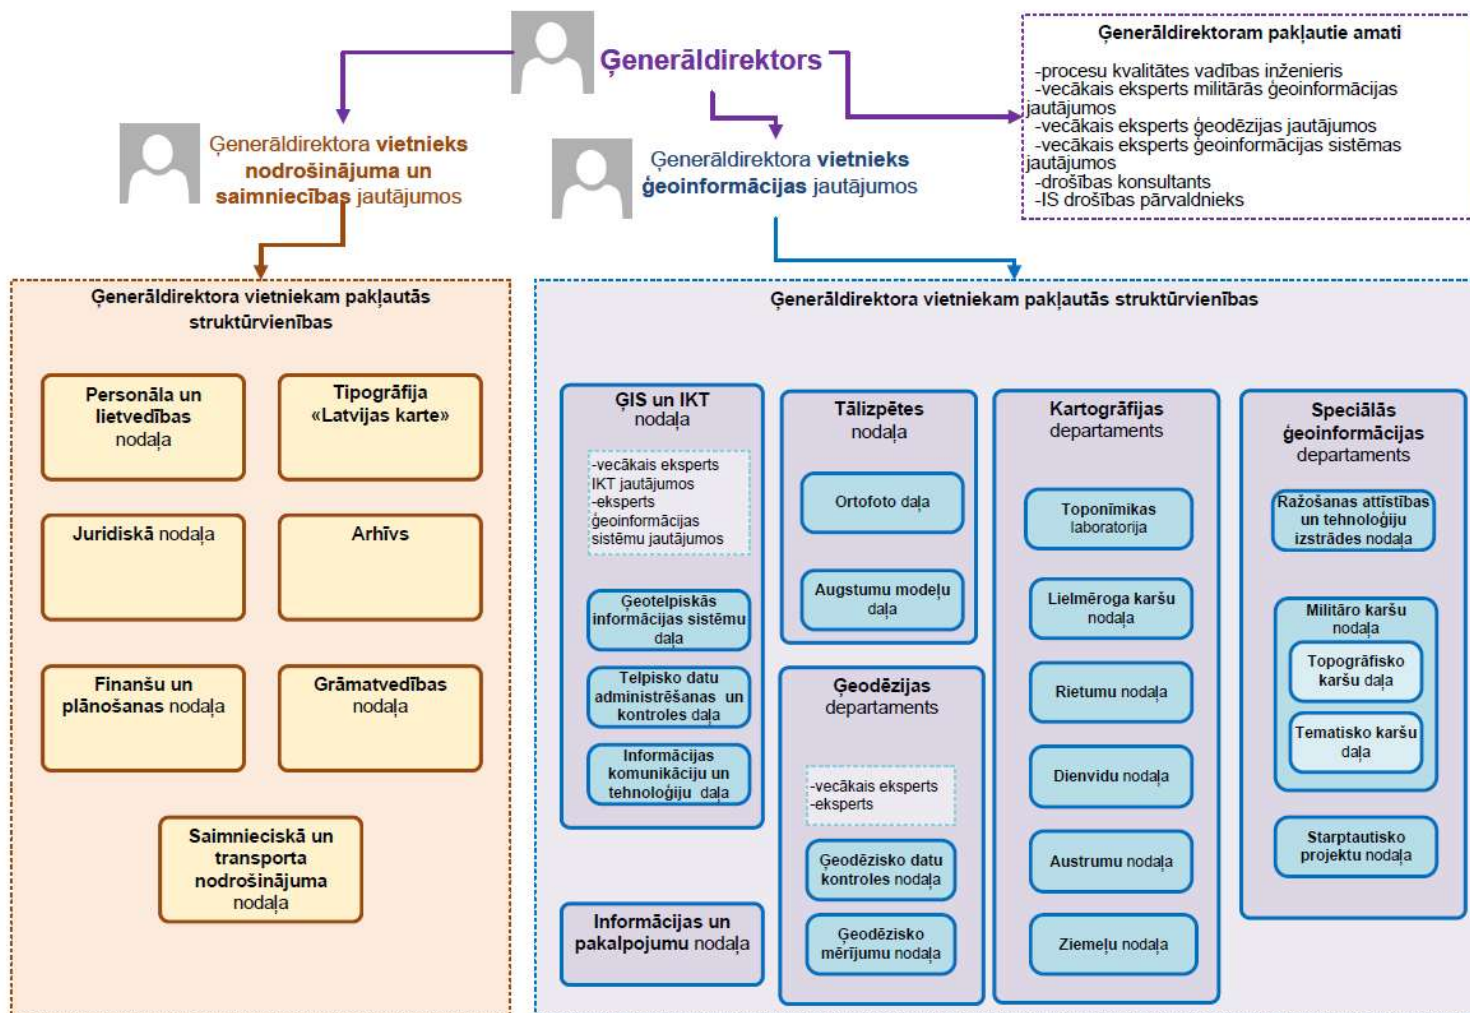 Ģenerāldirektors
Ģenerāldirektoram pakļautie amati
-procesu kvalitātes vadības inženieris
-vecākais eksperts militārās ģeoinformācijas
jautājumos
-vecākais eksperts ģeodēzijas jautājumos
-vecākais eksperts ģeoinformācijas sistēmas
jautājumos
-drošības konsultants
-IS drošības pārvaldnieks
Ģenerāldirektora vietnieks
nodrošinājuma un
saimniecības jautājumos
Ģenerāldirektora vietnieks
ģeoinformācijas jautājumos
Ģenerāldirektora vietniekam pakļautās
struktūrvienības
Personāla un
lietvedības
nodaļa
Tipogrāfija
«Latvijas karte»
Juridiskā nodaļa
Arhīvs
Finanšu un
plānošanas nodaļa
Grāmatvedības
nodaļa
Saimnieciskā un
transporta
nodrošinājuma
nodaļa
Ģenerāldirektora vietniekam pakļautās struktūrvienības
ĢIS un IKT
nodaļa
-vecākais eksperts
IKT jautājumos
-eksperts
ģeoinformācijas
sistēmu jautājumos
Ģeotelpiskās
informācijas sistēmu
daļa
Telpisko datu
administrēšanas un
kontroles daļa
Informācijas
komunikāciju un
tehnoloģiju daļa
Informācijas un
pakalpojumu nodaļa
Tālizpētes
nodaļa
Ortofoto daļa
Augstumu modeļu
daļa
Ģeodēzijas
departaments
-vecākais eksperts
-eksperts
Ģeodēzisko datu
kontroles nodaļa
Ģeodēzisko
mērījumu nodaļa
Kartogrāfijas
departaments
Toponīmikas
laboratorija
Lielmēroga karšu
nodaļa
Rietumu nodaļa
Dienvidu nodaļa
Austrumu nodaļa
Ziemeļu nodaļa
Speciālās
ģeoinformācijas
departaments
Ražošanas attīstības
un tehnoloģiju
izstrādes nodaļa
Militāro karšu
nodaļa
Topogrāfisko
karšu daļa
Tematisko karšu
daļa
Starptautisko
projektu nodaļa